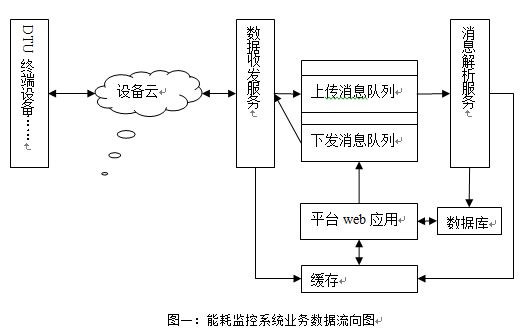 DTU终端设备……
设备云
数据收发服务
上传消息队列
下发消息队列
消息解析服务
平台 web 应用
数据库
缓存
图一：能耗监控系统业务数据流向图